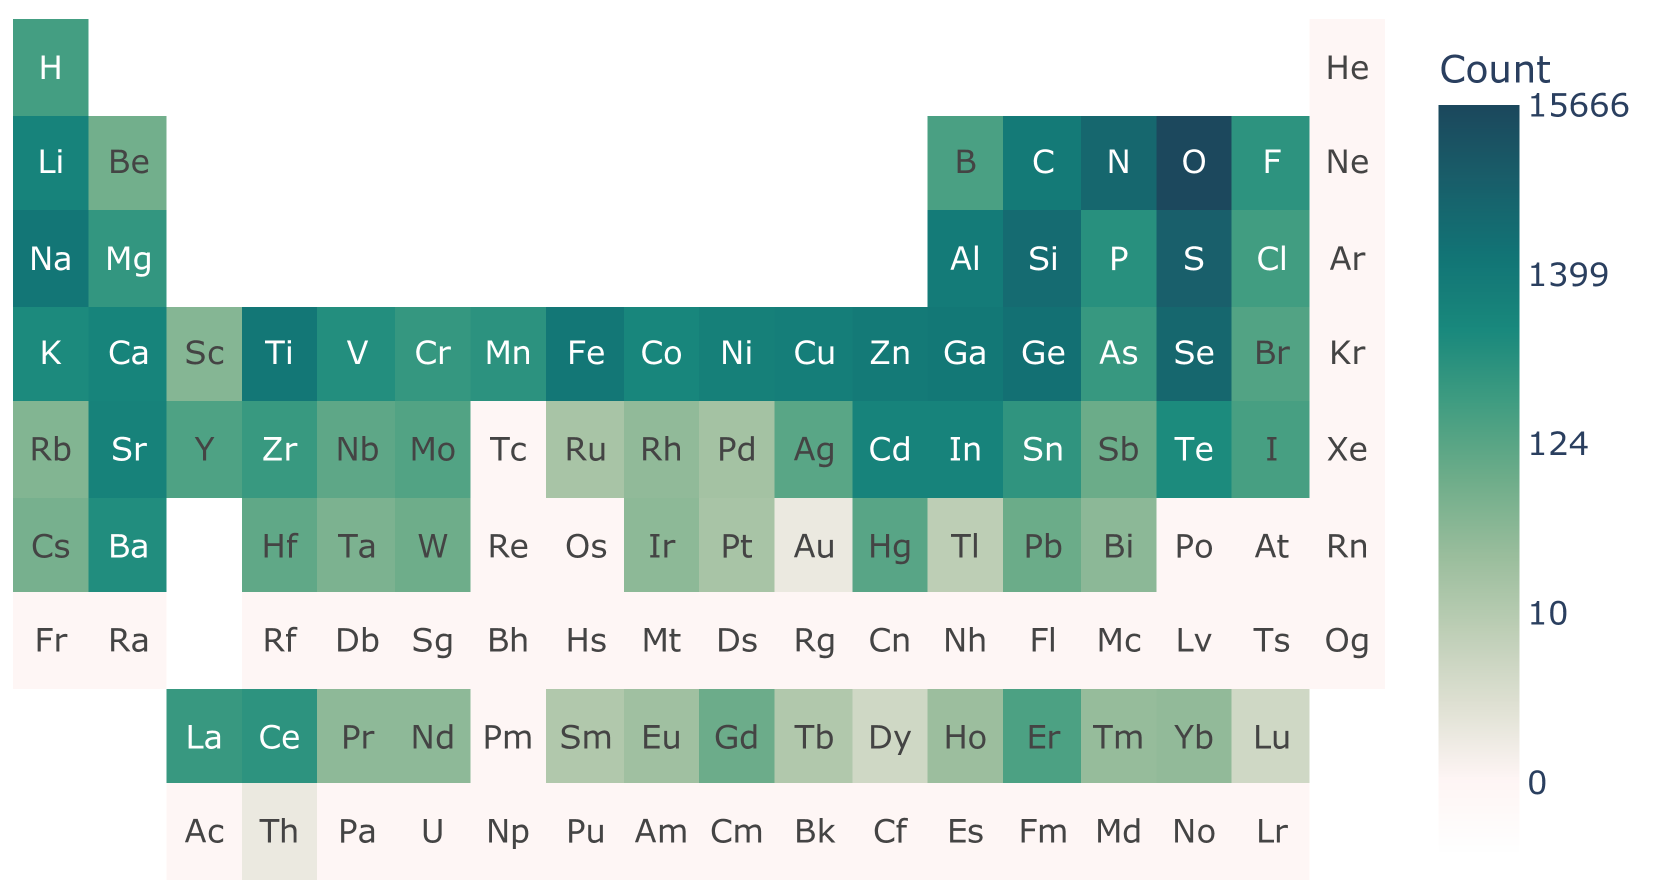 H He
Li Be B C N O F Ne
Na Mg Al Si P S Cl Ar
K Ca Sc Ti V Cr Mn Fe Co Ni Cu Zn Ga Ge As Se Br Kr
Rb Sr Y Zr Nb Mo Tc Ru Rh Pd Ag Cd In Sn Sb Te I Xe
Cs Ba Hf Ta W Re Os Ir Pt Au Hg Tl Pb Bi Po At Rn
Fr Ra Rf Db Sg Bh Hs Mt Ds Rg Cn Nh Fl Mc Lv Ts Og
La Ce Pr Nd Pm Sm Eu Gd Tb Dy Ho Er Tm Yb Lu
Ac Th Pa U Np Pu Am Cm Bk Cf Es Fm Md No Lr
Count
15666
1399
124
10
0